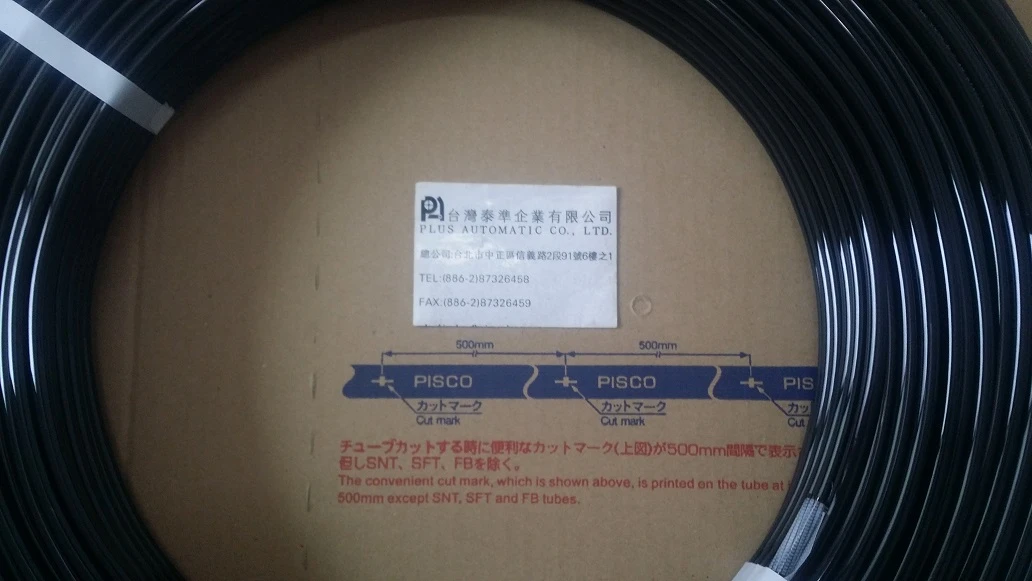 台灣泰準企業有限公司
PLUS AUTOMATIC CO., LTD.
總公司:台北市中正區信義路2段91號6樓之1
TEL:(886-2)87326458
FAX:(886-2)87326459
500mm 500mm
PISCO PISCO PIS
カットマーク カットマーク カッ
Cut mark Cut mark Cut
チューブカットする時に便利なカットマーク(上図)が500mm間隔で表示
但しSNT、SFT、FBを除く。
The convenient cut mark, which is shown above, is printed on the tube at
500mm except SNT, SFT and FB tubes.